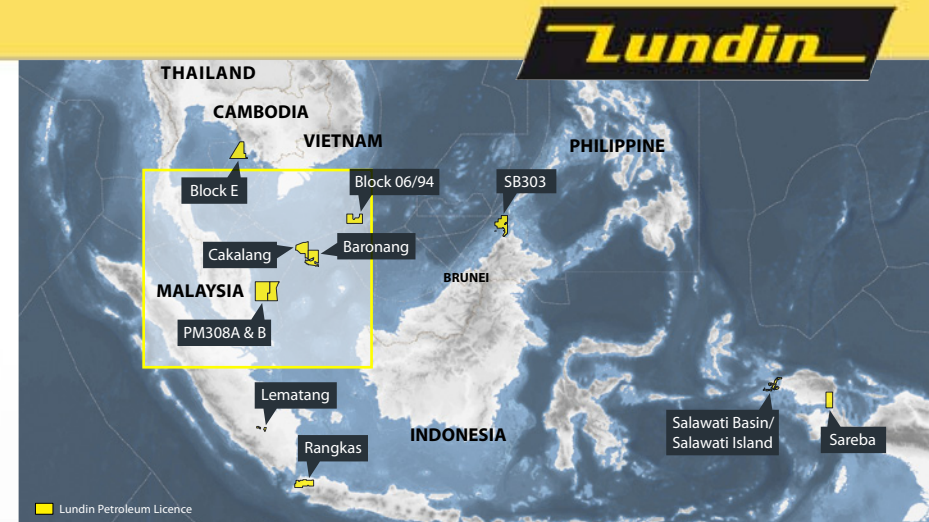 Lundin
THAILAND
CAMBODIA
VIETNAM
PHILIPPINE
Block E
Block 06/94
SB303
Cakalang
Baronang
BRUNEI
MALAYSIA
PM308A & B
Lematang
Rangkas
INDONESIA
Salawati Basin/
Salawati Island
Sareba
Lundin Petroleum Licence